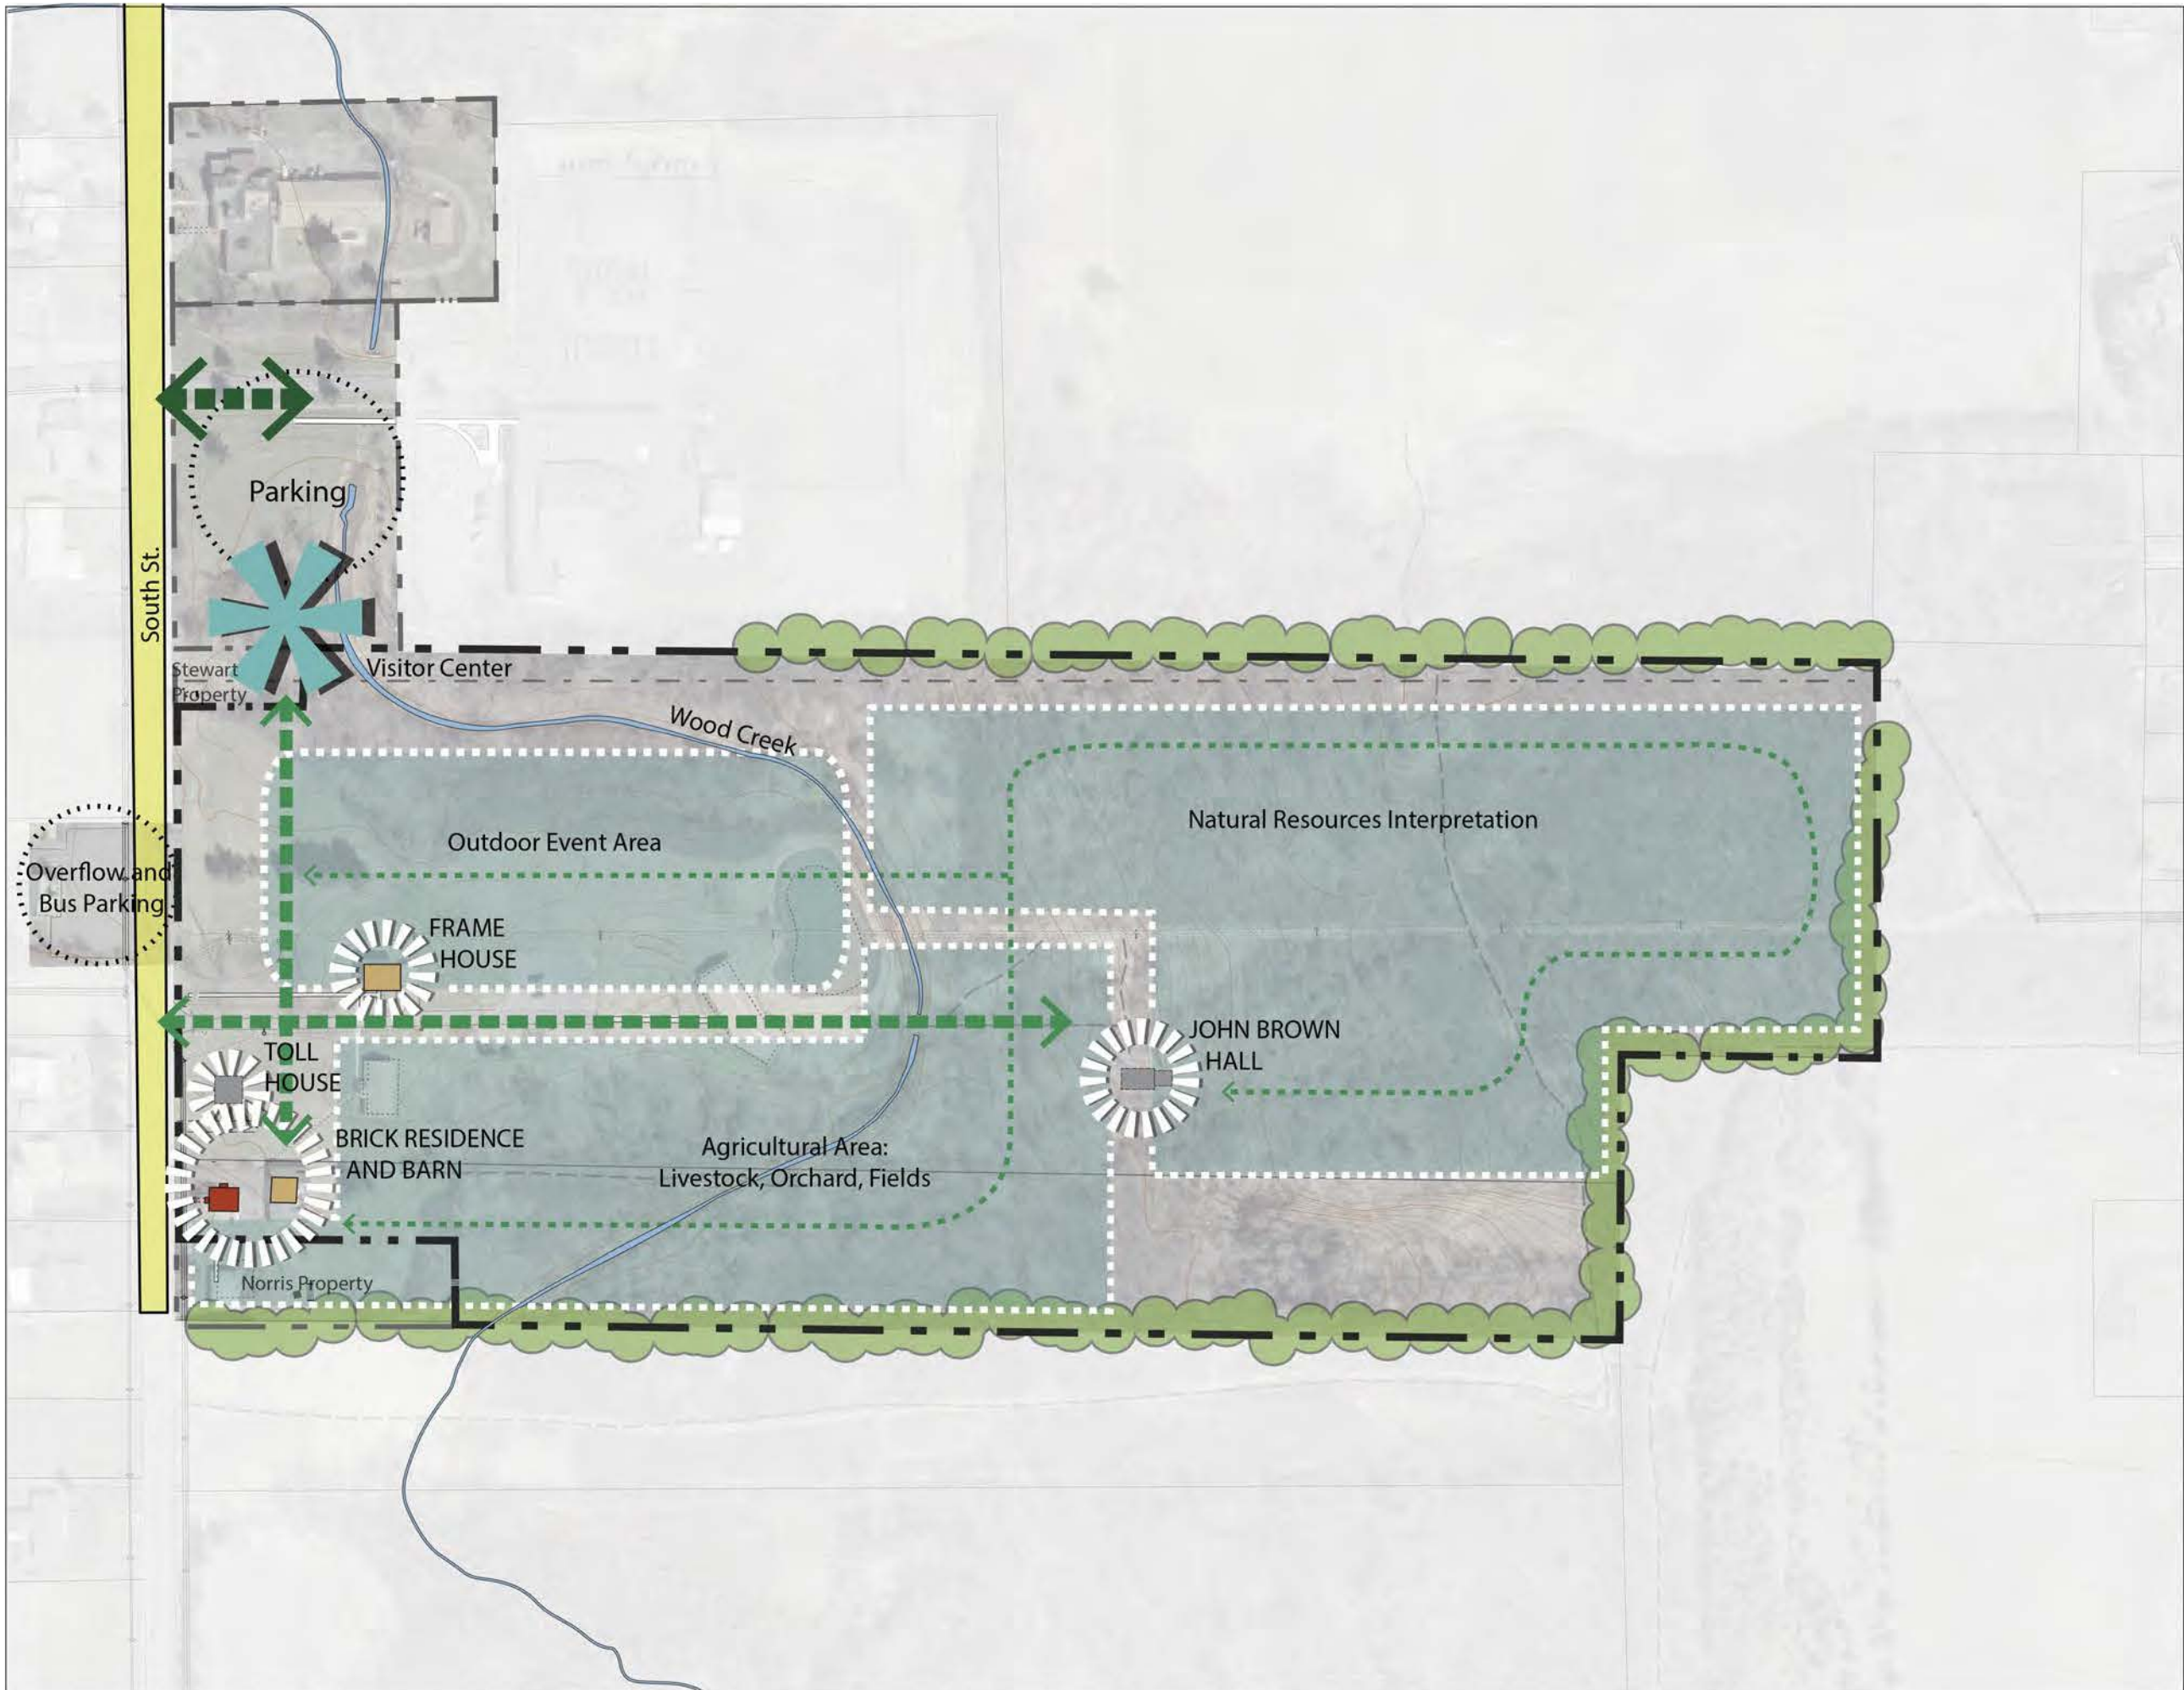 Parking
South St.
Stewart
Property
Visitor Center
Wood Creek
Outdoor Event Area
Natural Resources Interpretation
Overflow and
Bus Parking
FRAME
HOUSE
TOLL
HOUSE
JOHN BROWN
HALL
BRICK RESIDENCE
AND BARN
Agricultural Area:
Livestock, Orchard, Fields
Norris Property